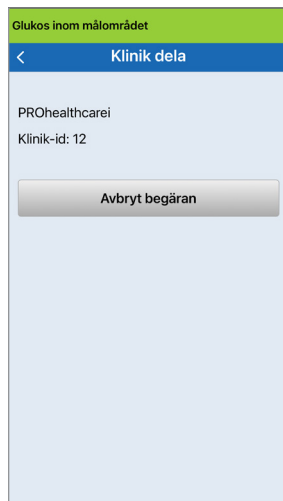 Glukos inom målområdet
Klinik dela
PROhealthcarei
Klinik-id: 12
Avbryt begäran